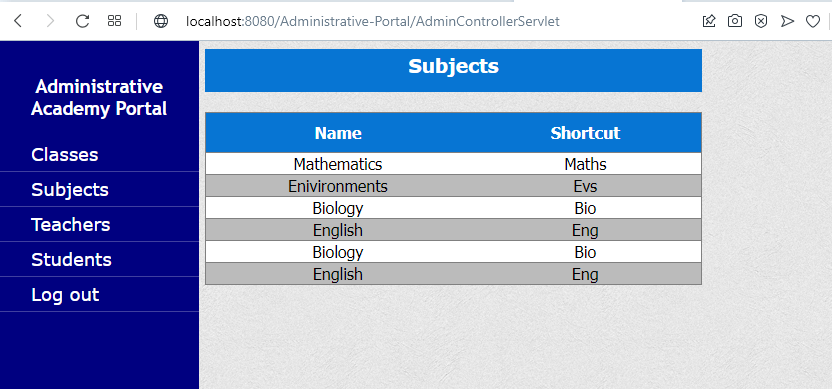 localhost:8080/Administrative-Portal/AdminControllerServlet
Administrative
Academy Portal
Classes
Subjects
Teachers
Students
Log out
Subjects
Name Shortcut
Mathematics Maths
Enivironments Evs
Biology Bio
English Eng
Biology Bio
English Eng